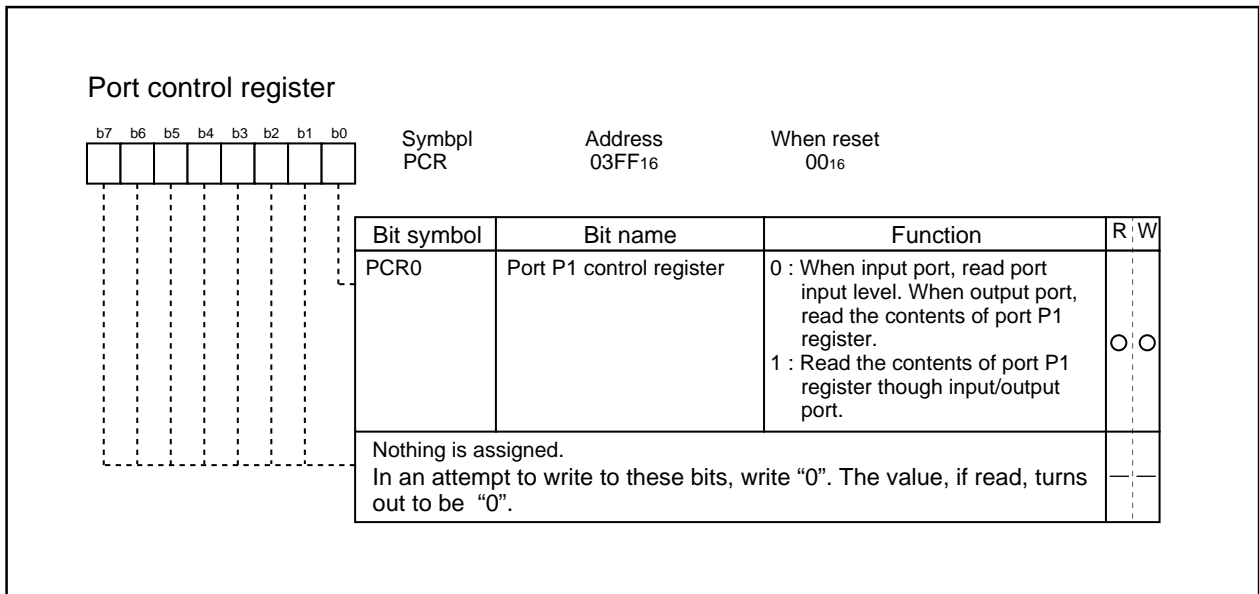 Port control register
b7 b6 b5 b4 b3 b2 b1 b0
Symbpl Address When reset
PCR 03FF16 0016
Bit symbol Bit name Function R W
PCR0 Port P1 control register 0 : When input port, read port
input level. When output port,
read the contents of port P1
register.
1 : Read the contents of port P1
register though input/output
port.
Nothing is assigned.
In an attempt to write to these bits, write “0”. The value, if read, turns
out to be “0”.